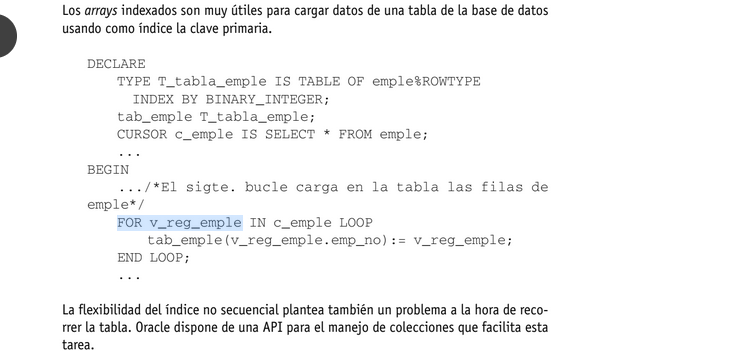 Los arrays indexados son muy útiles para cargar datos de una tabla de la base de datos
usando como índice la clave primaria.
DECLARE
TYPE T_tabla_emple IS TABLE OF emple%ROWTYPE
INDEX BY BINARY_INTEGER;
tab_emple T_tabla_emple;
CURSOR c_emple IS SELECT * FROM emple;
...
BEGIN
.../*El sigte. bucle carga en la tabla las filas de
emple*/
FOR v_reg_emple IN c_emple LOOP
tab_emple(v_reg_emple.emp_no):= v_reg_emple;
END LOOP;
...
La flexibilidad del índice no secuencial plantea también un problema a la hora de reco-
rrer la tabla. Oracle dispone de una API para el manejo de colecciones que facilita esta
tarea.